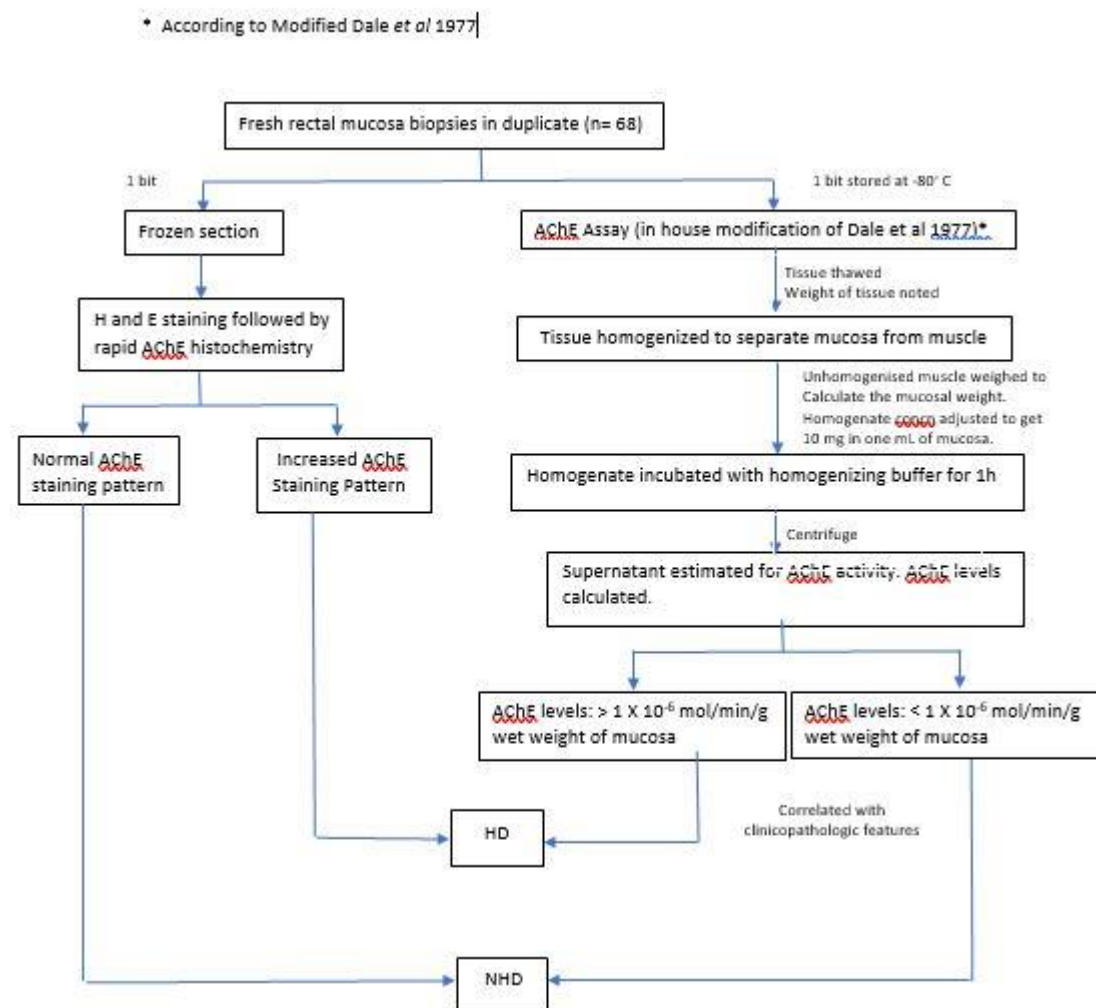 * According to Modified Dale et al 1977
Fresh rectal mucosa biopsies in duplicate (n= 68)
1 bit
1 bit stored at -80° C
Frozen section
AChE Assay (in house modification of Dale et al 1977)*
Tissue thawed
Weight of tissue noted
H and E staining followed by
rapid AChE histochemistry
Tissue homogenized to separate mucosa from muscle
Unhomogenised muscle weighed to
Calculate the mucosal weight.
Homogenate concn adjusted to get
10 mg in one mL of mucosa.
Normal AChE
staining pattern
Increased AChE
Staining Pattern
Homogenate incubated with homogenizing buffer for 1h
Centrifuge
Supernatant estimated for AChE activity. AChE levels
calculated.
AChE levels: > 1 X 10⁻⁶ mol/min/g
wet weight of mucosa
AChE levels: < 1 X 10⁻⁶ mol/min/g
wet weight of mucosa
Correlated with
clinicopathologic features
HD
NHD